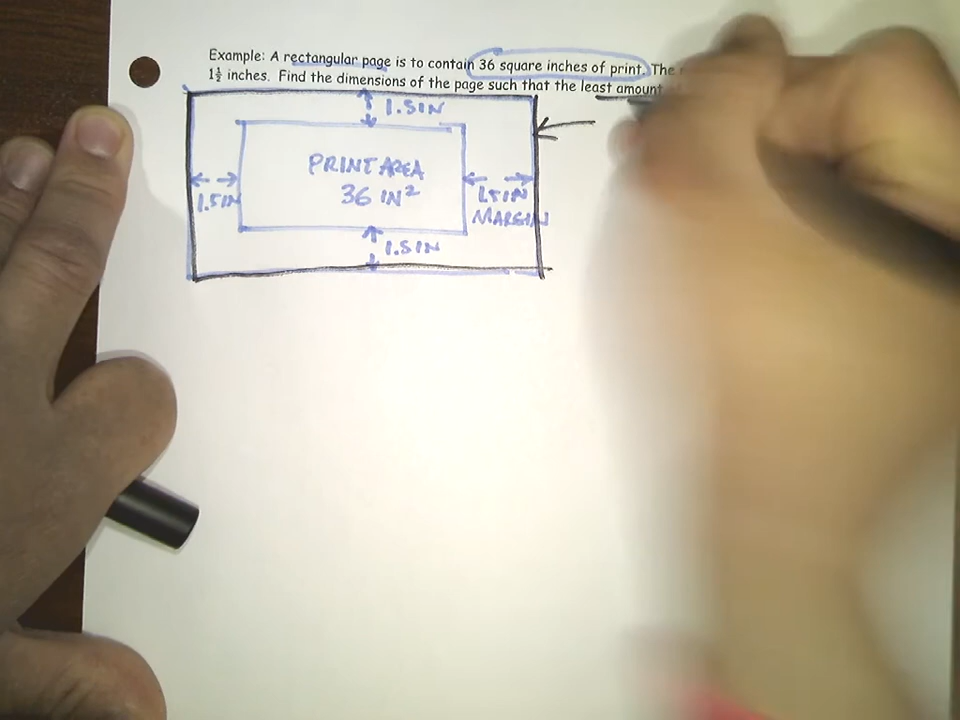 Example: A rectangular page is to contain 36 square inches of print. The
1½ inches. Find the dimensions of the page such that the least amount
1.5IN
PRINT AREA
36 IN²
1.5IN
1.5IN
MARGIN
1.5IN